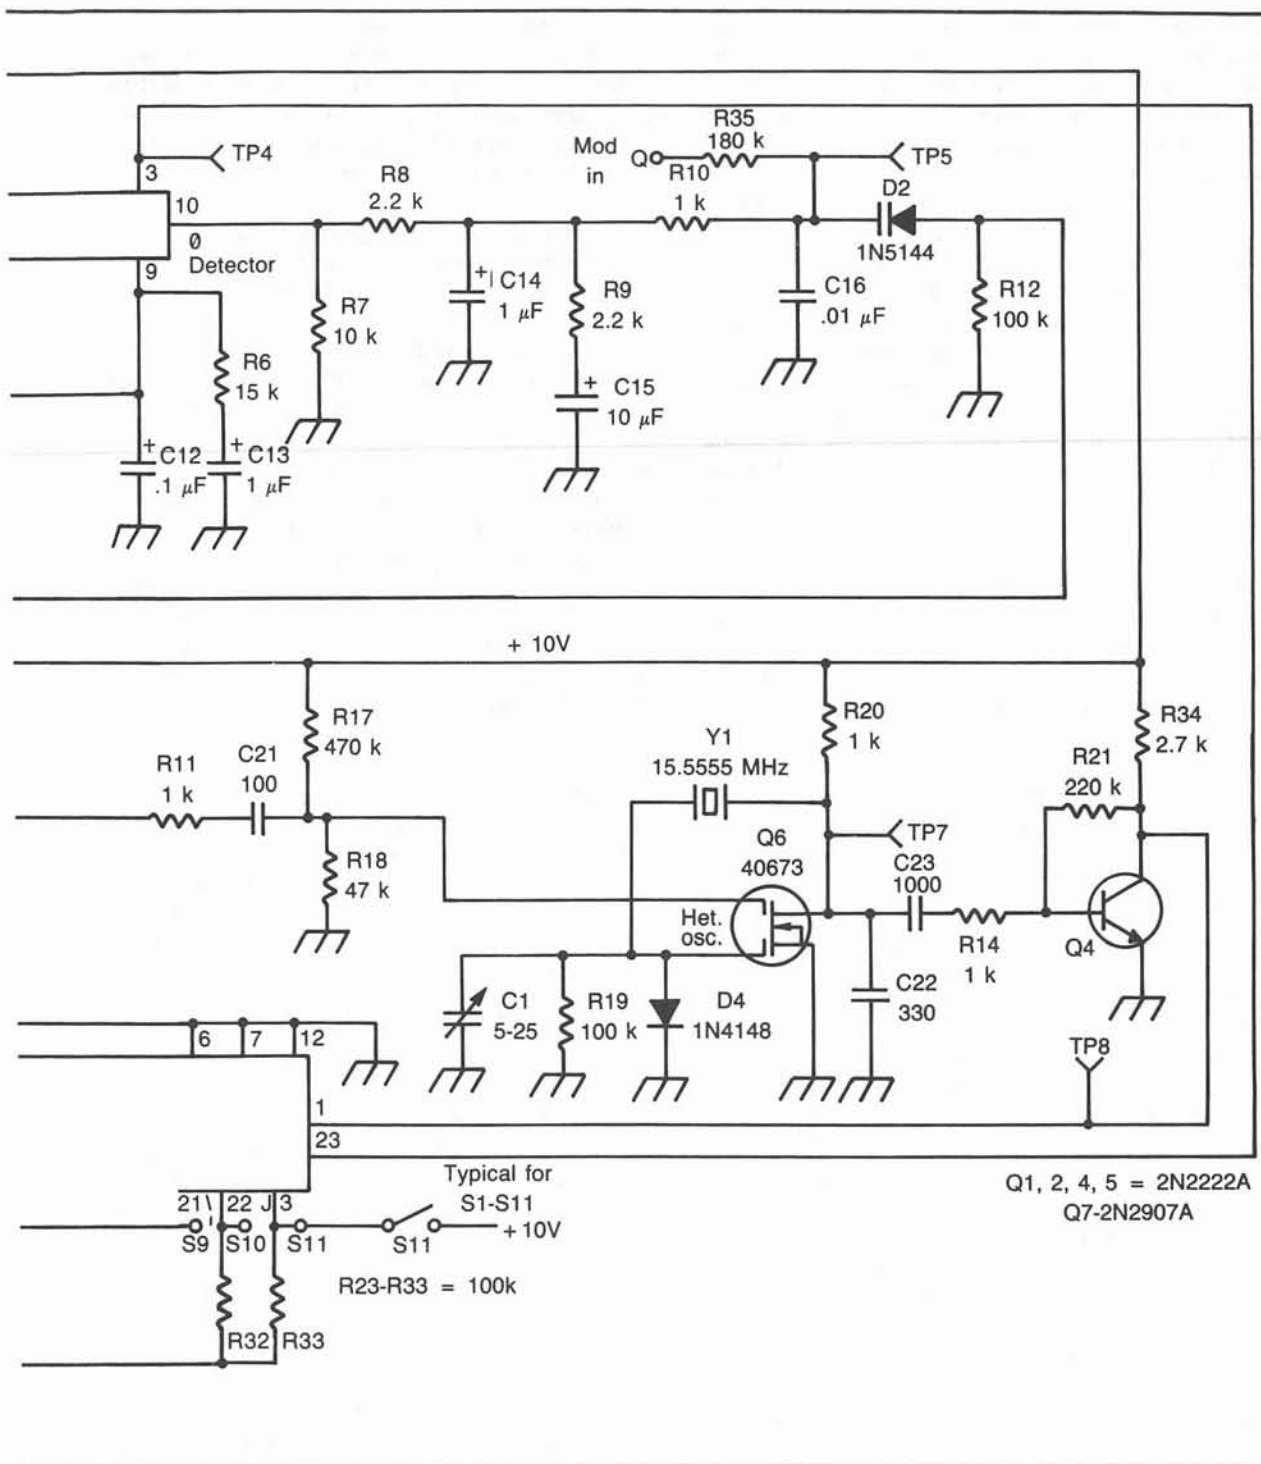 TP4
3
10
Ø
Detector
9
R8
2.2 k
Mod
in
Q
R35
180 k
R10
1 k
TP5
D2
1N5144
+
C14
1 µF
R9
2.2 k
C16
.01 µF
R12
100 k
R7
10 k
R6
15 k
+
C15
10 µF
+
C12
.1 µF
+
C13
1 µF
+ 10V
R17
470 k
R11
1 k
C21
100
R18
47 k
Y1
15.5555 MHz
R20
1 k
R34
2.7 k
R21
220 k
Q6
40673
TP7
C23
1000
Het.
osc.
R14
1 k
Q4
C1
5-25
R19
100 k
D4
1N4148
C22
330
TP8
6
7
12
1
23
Typical for
S1-S11
21
22
J
3
S9
S10
S11
S11
+10V
Q1, 2, 4, 5 = 2N2222A
Q7-2N2907A
R23-R33 = 100k
R32
R33